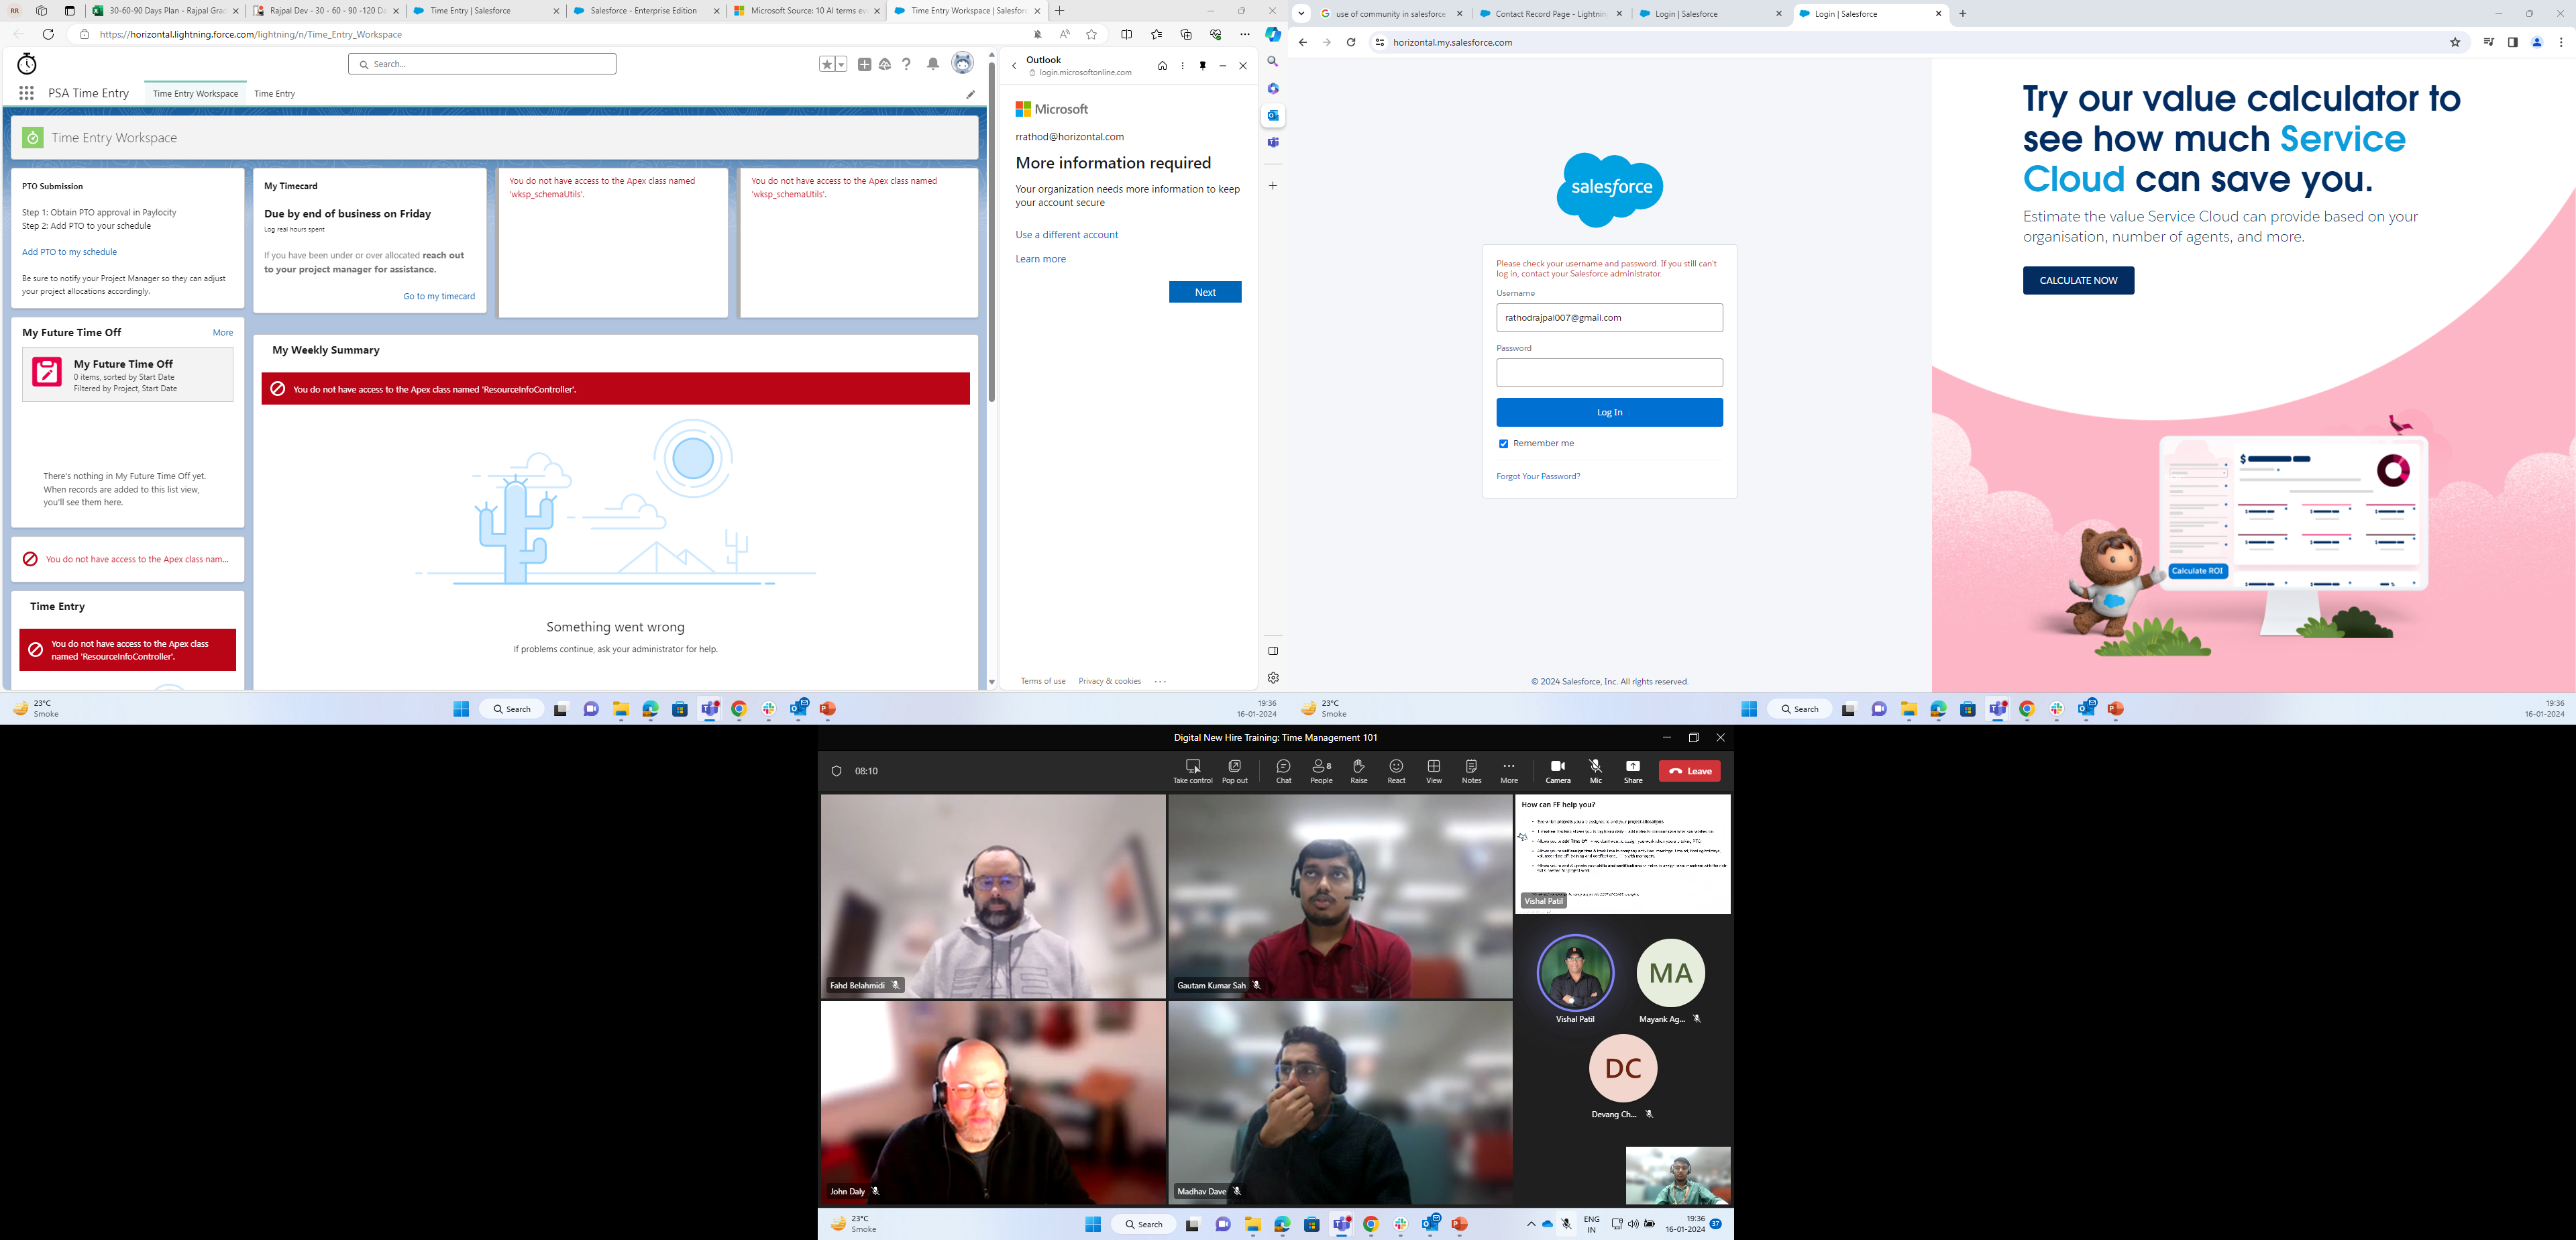 RR
30-60-90 Days Plan - Rajpal Grac
Rajpal Dev - 30 - 60 - 90 -120 Da
Time Entry | Salesforce
Salesforce - Enterprise Edition
Microsoft Source: 10 AI terms ev
Time Entry Workspace | Salesfor
https://horizontal.lightning.force.com/lightning/n/Time_Entry_Workspace
Search...
PSA Time Entry
Time Entry Workspace
Time Entry
Time Entry Workspace
PTO Submission
Step 1: Obtain PTO approval in Paylocity
Step 2: Add PTO to your schedule
Add PTO to my schedule
Be sure to notify your Project Manager so they can adjust
your project allocations accordingly.
My Timecard
Due by end of business on Friday
Log real hours spent
If you have been under or over allocated reach out
to your project manager for assistance.
Go to my timecard
You do not have access to the Apex class named
'wksp_schemaUtils'.
You do not have access to the Apex class named
'wksp_schemaUtils'.
My Future Time Off
More
My Future Time Off
0 items, sorted by Start Date
Filtered by Project, Start Date
There's nothing in My Future Time Off yet.
When records are added to this list view,
you'll see them here.
You do not have access to the Apex class nam...
Time Entry
You do not have access to the Apex class
named 'ResourceInfoController'.
My Weekly Summary
You do not have access to the Apex class named 'ResourceInfoController'.
Something went wrong
If problems continue, ask your administrator for help.
Outlook
login.microsoftonline.com
Microsoft
rrathod@horizontal.com
More information required
Your organization needs more information to keep
your account secure
Use a different account
Learn more
Next
Terms of use
Privacy & cookies
23°C
Smoke
Search
19:36
16-01-2024
use of community in salesforce
Contact Record Page - Lightnin
Login | Salesforce
Login | Salesforce
horizontal.my.salesforce.com
salesforce
Please check your username and password. If you still can't
log in, contact your Salesforce administrator.
Username
rathodrajpal007@gmail.com
Password
Log In
Remember me
Forgot Your Password?
© 2024 Salesforce, Inc. All rights reserved.
Try our value calculator to
see how much Service
Cloud can save you.
Estimate the value Service Cloud can provide based on your
organisation, number of agents, and more.
CALCULATE NOW
Calculate ROI
23°C
Smoke
Search
19:36
16-01-2024
Digital New Hire Training: Time Management 101
08:10
Take control
Pop out
Chat
8
People
Raise
React
View
Notes
More
Camera
Mic
Share
Leave
Fahd Belahmidi
Gautam Kumar Sah
How can FF help you?
Vishal Patil
Vishal Patil
MA
Mayank Ag...
DC
Devang Ch...
John Daly
Madhav Dave
23°C
Smoke
Search
ENG
IN
19:36
16-01-2024
37